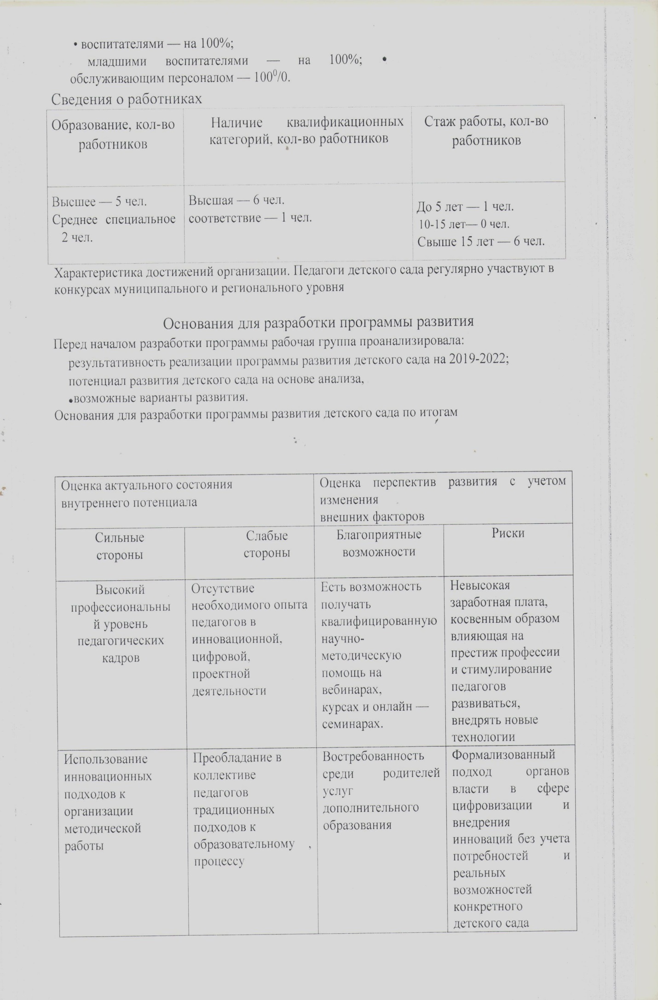 • воспитателями — на 100%;
младшими воспитателями — на 100%; •
обслуживающим персоналом — 100⁰/0.
Сведения о работниках
Образование, кол-во
работников
Наличие квалификационных
категорий, кол-во работников
Стаж работы, кол-во
работников
Высшее — 5 чел.
Среднее специальное
2 чел.
Высшая — 6 чел.
соответствие — 1 чел.
До 5 лет — 1 чел.
10-15 лет— 0 чел.
Свыше 15 лет — 6 чел.
Характеристика достижений организации. Педагоги детского сада регулярно участвуют в
конкурсах муниципального и регионального уровня
Основания для разработки программы развития
Перед началом разработки программы рабочая группа проанализировала:
результативность реализации программы развития детского сада на 2019-2022;
потенциал развития детского сада на основе анализа,
•возможные варианты развития.
Основания для разработки программы развития детского сада по итогам
Оценка актуального состояния
внутреннего потенциала
Оценка перспектив развития с учетом
изменения
внешних факторов
Сильные
стороны
Слабые
стороны
Благоприятные
возможности
Риски
Высокий
профессиональны
й уровень
педагогических
кадров
Отсутствие
необходимого опыта
педагогов в
инновационной,
цифровой,
проектной
деятельности
Есть возможность
получать
квалифицированную
научно-
методическую
помощь на
вебинарах,
курсах и онлайн —
семинарах.
Невысокая
заработная плата,
косвенным образом
влияющая на
престиж профессии
и стимулирование
педагогов
развиваться,
внедрять новые
технологии
Использование
инновационных
подходов к
организации
методической
работы
Преобладание в
коллективе
педагогов
традиционных
подходов к
образовательному ,
процессу
Востребованность
среди родителей
услуг
дополнительного
образования
Формализованный
подход органов
власти в сфере
цифровизации и
внедрения
инноваций без учета
потребностей и
реальных
возможностей
конкретного
детского сада